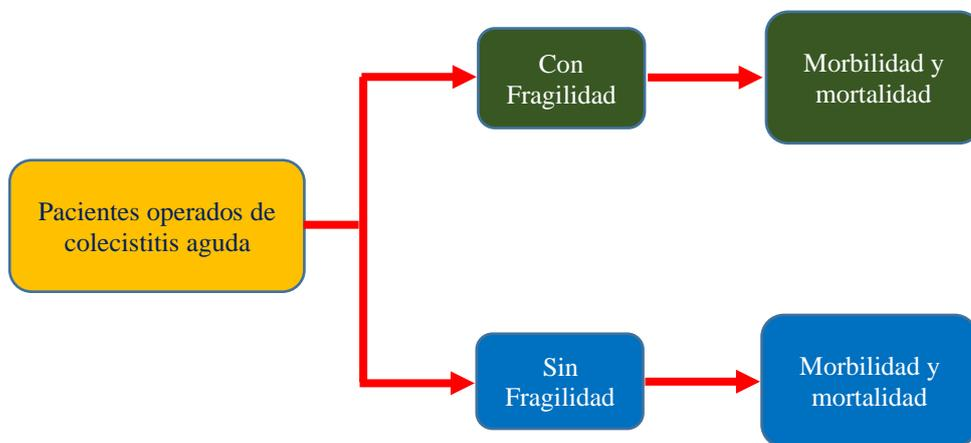 Con
Fragilidad
Morbilidad y
mortalidad
Pacientes operados de
colecistitis aguda
Sin
Fragilidad
Morbilidad y
mortalidad